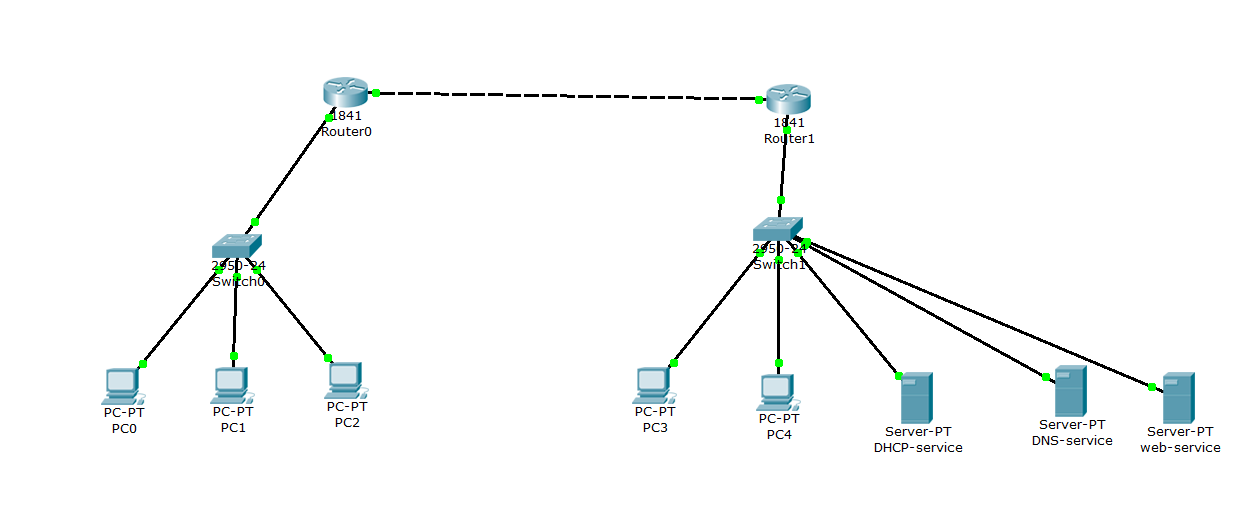 1841
Router0
1841
Router1
2950-24
Switch0
2950-24
Switch1
PC-PT
PC0
PC-PT
PC1
PC-PT
PC2
PC-PT
PC3
PC-PT
PC4
Server-PT
DHCP-service
Server-PT
DNS-service
Server-PT
web-service